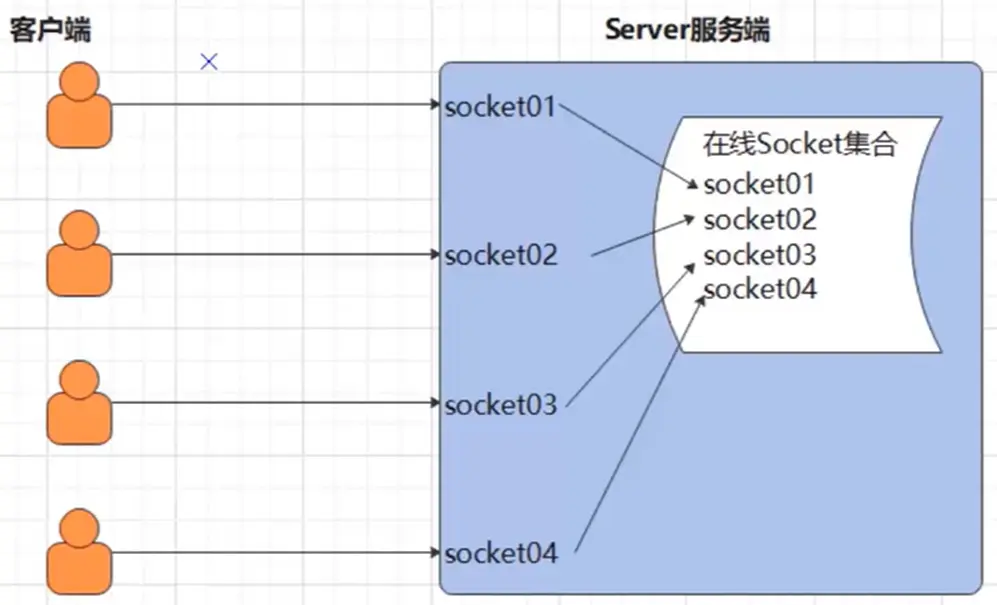 客户端
Server服务端
socket01
socket02
socket03
socket04
在线Socket集合
socket01
socket02
socket03
socket04